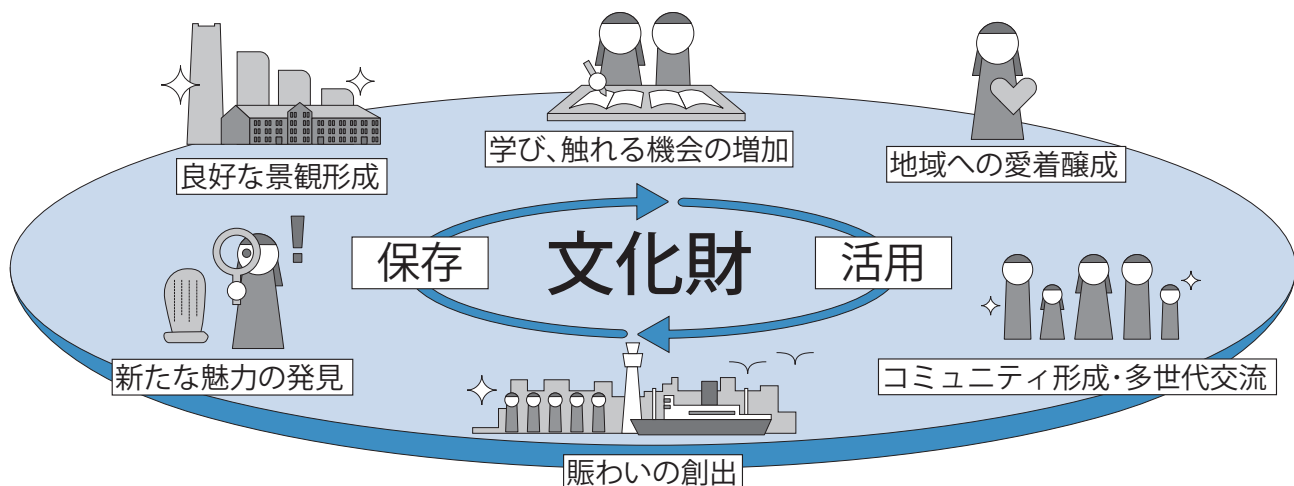 学び、触れる機会の増加
良好な景観形成
地域への愛着醸成
保存
文化財
活用
新たな魅力の発見
コミュニティ形成・多世代交流
賑わいの創出